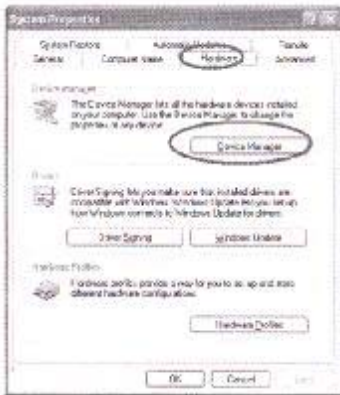 System Properties
System Restore Automatic Updates Remote
General Computer Name Hardware Advanced
Device Manager
The Device Manager lists all the hardware devices installed
on your computer. Use the Device Manager to change the
properties of any device.
Device Manager
Drivers
Driver Signing lets you make sure that installed drivers are
compatible with Windows. Windows Update lets you set up
how Windows connects to Windows Update for drivers.
Driver Signing Windows Update
Hardware Profiles
Hardware profiles provide a way for you to set up and store
different hardware configurations.
Hardware Profiles
OK Cancel